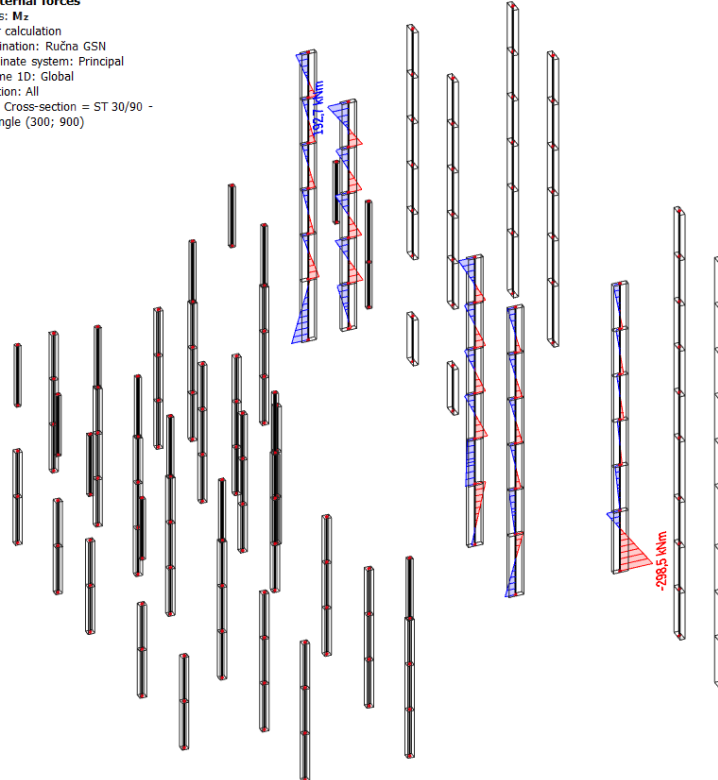 ternal forces
s: Mz
r calculation
ination: Ručna GSN
inate system: Principal
me 1D: Global
tion: All
Cross-section = ST 30/90 -
ngle (300; 900)
192,7 kNm
-298,5 kNm